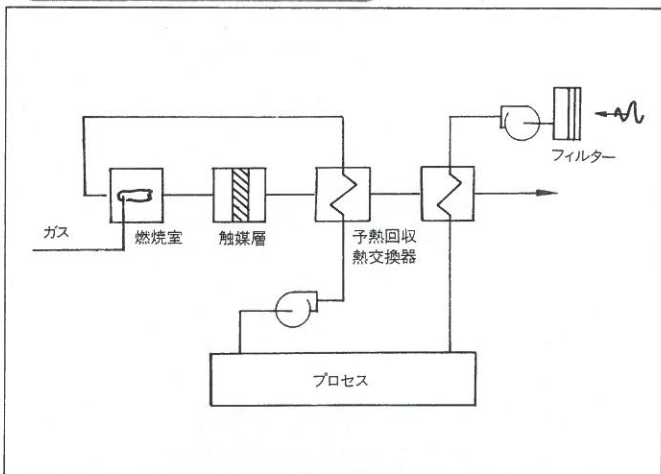 フィルター
ガス
燃焼室
触媒層
予熱回収
熱交換器
プロセス